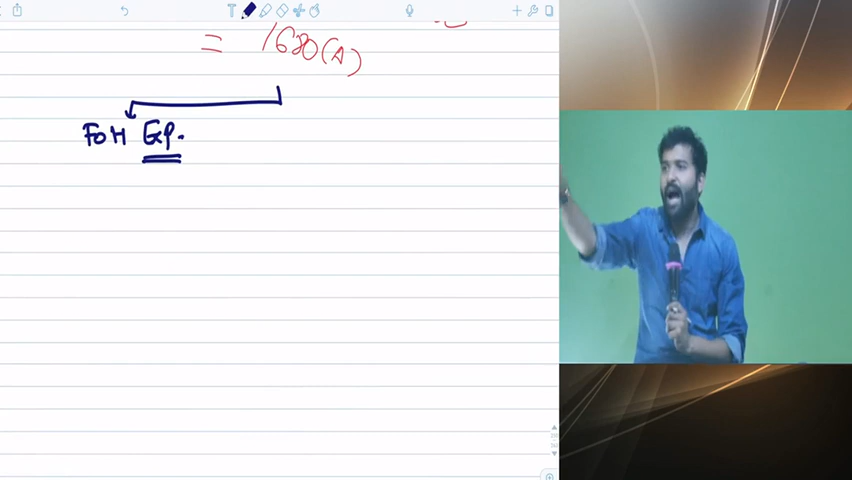 = 1680(A)
FOH Exp.